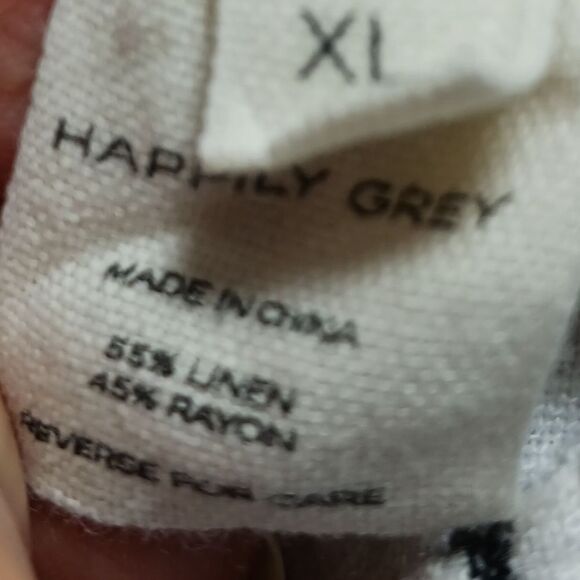 XL
HAPPILY GREY
MADE IN CHINA
55% LINEN
45% RAYON
REVERSE FOR CARE